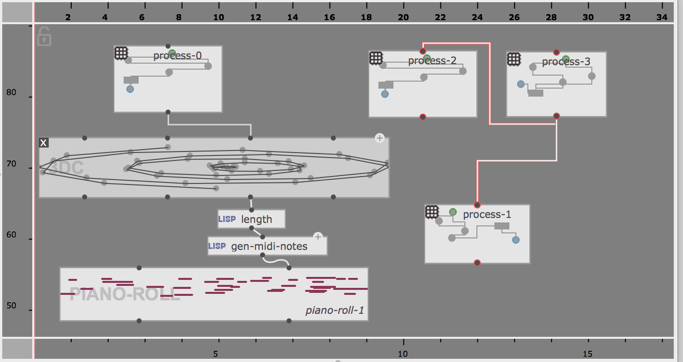 2 4 6 8 10 12 14 16 18 20 22 24 26 28 30 32 34
process-0
process-2
process-3
80
X
70
process-1
LISP length
60
LISP gen-midi-notes
PIANO-ROLL
piano-roll-1
50
5 10 15